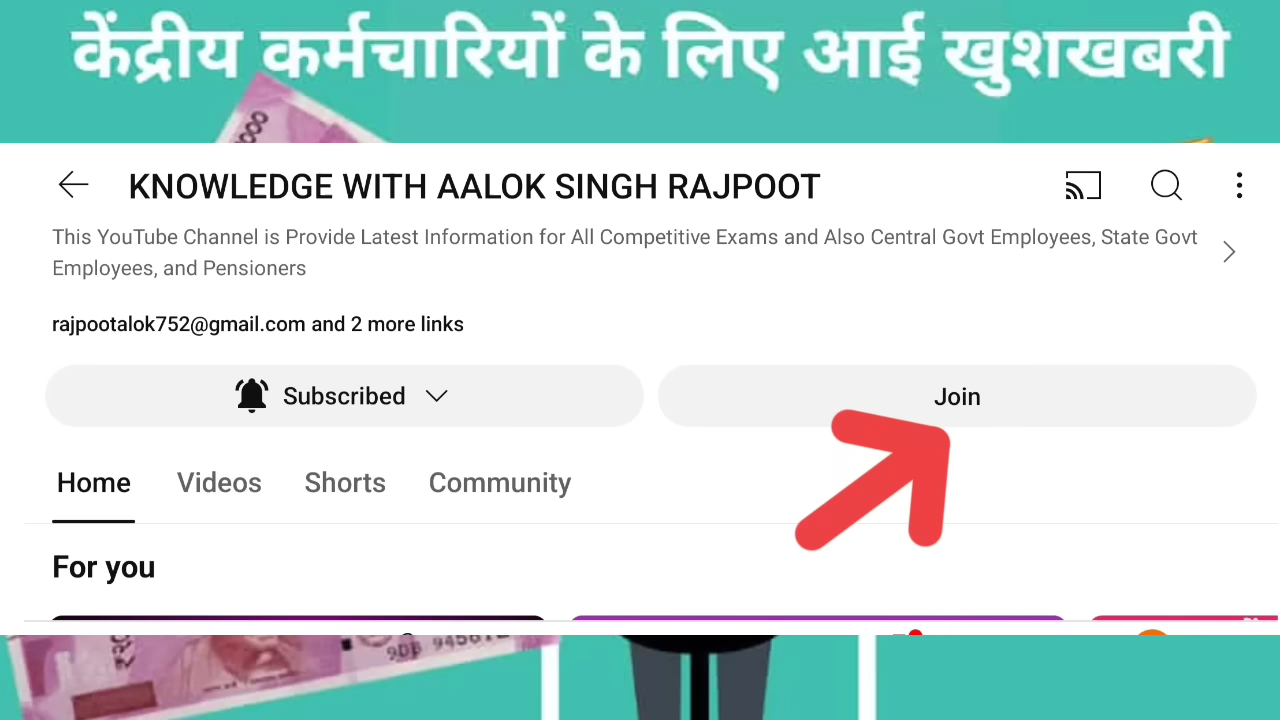 केंद्रीय कर्मचारियों के लिए आई खुशखबरी
KNOWLEDGE WITH AALOK SINGH RAJPOOT
This YouTube Channel is Provide Latest Information for All Competitive Exams and Also Central Govt Employees, State Govt
Employees, and Pensioners
rajpootalok752@gmail.com and 2 more links
Subscribed
Join
Home
Videos
Shorts
Community
For you